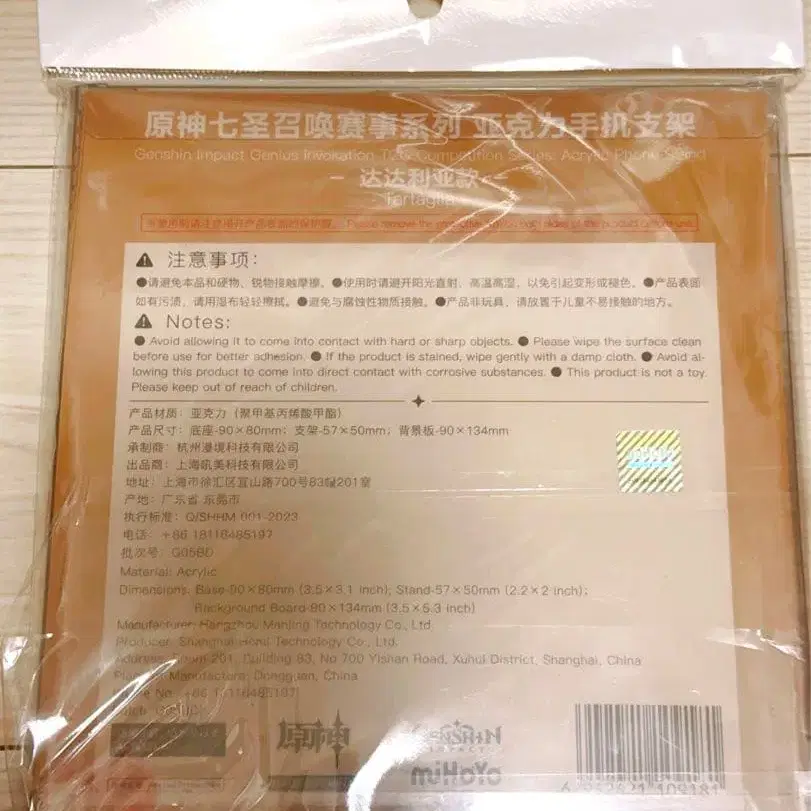 原神七圣召唤赛事系列 亚克力手机支架
Genshin Impact Genius Invokation TCG Competition Series: Acrylic Phone Stand
- 达达利亚款 -
Tartaglia
⚠ 注意事项：
●请避免本品和硬物、锐物接触摩擦。●使用时请避开阳光直射、高温高湿，以免引起变形或褪色。●产品表面
如有污渍，请用湿布轻轻擦拭。●避免与腐蚀性物质接触。●产品非玩具，请放置于儿童不易接触的地方。
⚠ Notes:
● Avoid allowing it to come into contact with hard or sharp objects. ● Please wipe the surface clean
before use for better adhesion. ● If the product is stained, wipe gently with a damp cloth. ● Avoid al-
lowing this product to come into direct contact with corrosive substances. ● This product is not a toy.
Please keep out of reach of children.
产品材质：亚克力（聚甲基丙烯酸甲酯）
产品尺寸：底座-90×80mm；支架-57×50mm；背景板-90×134mm
承制商：杭州漫境科技有限公司
出品商：上海吼美科技有限公司
地址：上海市徐汇区宜山路700号83幢201室
产地：广东省 东莞市
执行标准：Q/SHHM 001-2023
电话：+86 18116485197
批次号：G05BD
Material: Acrylic
Dimensions: Base-90×80mm (3.5×3.1 inch); Stand-57×50mm (2.2×2 inch);
Background Board-90×134mm (3.5×5.3 inch)
Manufacturer: Hangzhou Manjing Technology Co., Ltd
Producer: Shanghai Honji Technology Co., Ltd.
Address: Room 201, Building 83, No 700 Yishan Road, Xuhui District, Shanghai, China
Place of Manufacture: Dongguan, China
Phone No. +86 18116485197
原神
GENSHIN
IMPACT
miHoYo